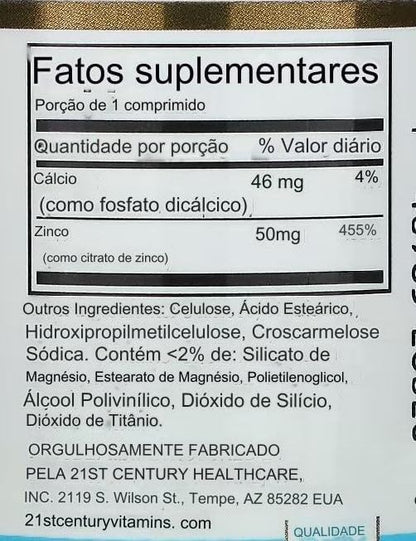 Fatos suplementares
Porção de 1 comprimido
Quantidade por porção % Valor diário
Cálcio 46 mg 4%
(como fosfato dicálcico)
Zinco 50mg 455%
(como citrato de zinco)
Outros Ingredientes: Celulose, Ácido Esteárico,
Hidroxipropilmetilcelulose, Croscarmelose
Sódica. Contém <2% de: Silicato de
Magnésio, Estearato de Magnésio, Polietilenoglicol,
Álcool Polivinílico, Dióxido de Silício,
Dióxido de Titânio.
ORGULHOSAMENTE FABRICADO
PELA 21ST CENTURY HEALTHCARE,
INC. 2119 S. Wilson St., Tempe, AZ 85282 EUA
21stcenturyvitamins. com
QUALIDADE